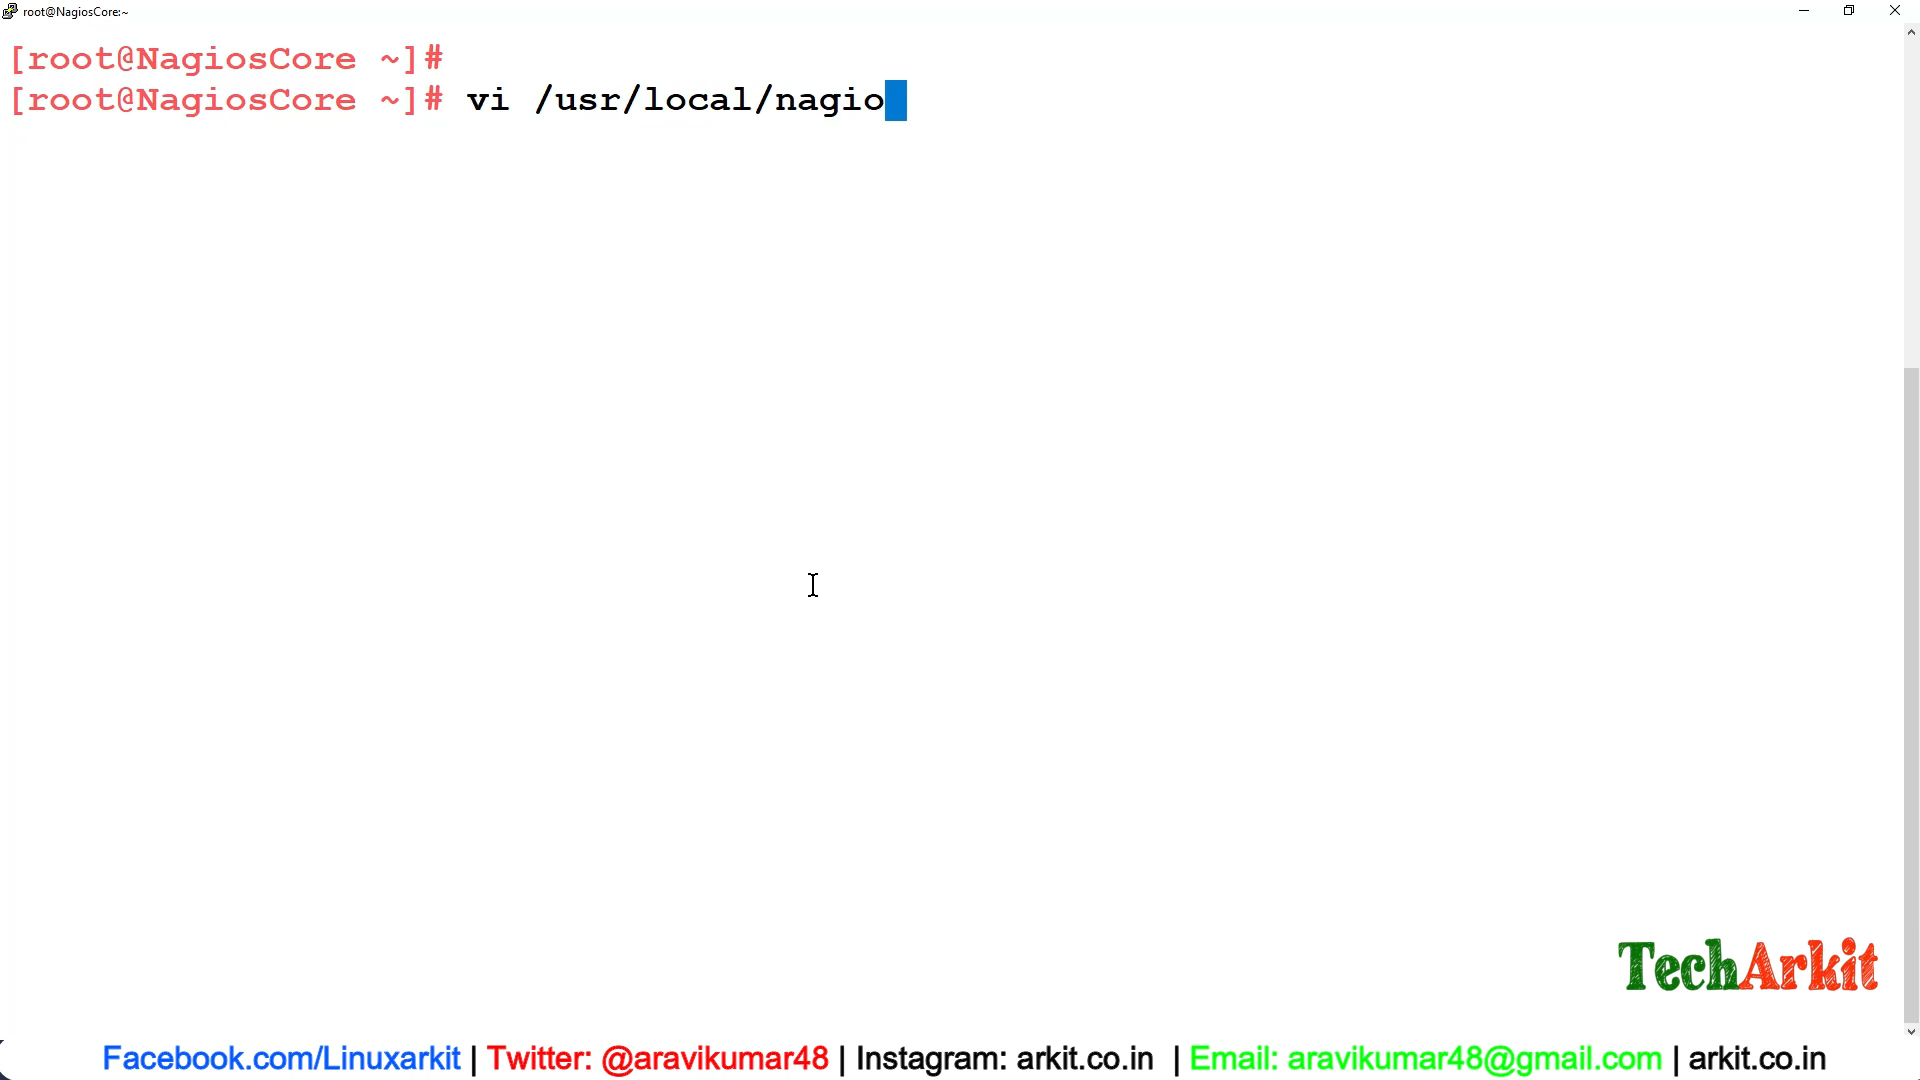 root@NagiosCore:~
[root@NagiosCore ~]#
[root@NagiosCore ~]# vi /usr/local/nagio
TechArkit
Facebook.com/Linuxarkit | Twitter: @aravikumar48 | Instagram: arkit.co.in | Email: aravikumar48@gmail.com | arkit.co.in